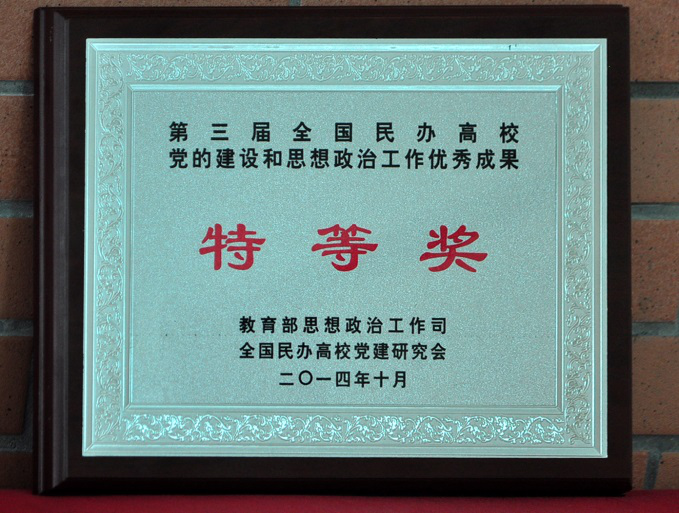 第三届全国民办高校
党的建设和思想政治工作优秀成果
特等奖
教育部思想政治工作司
全国民办高校党建研究会
二〇一四年十月